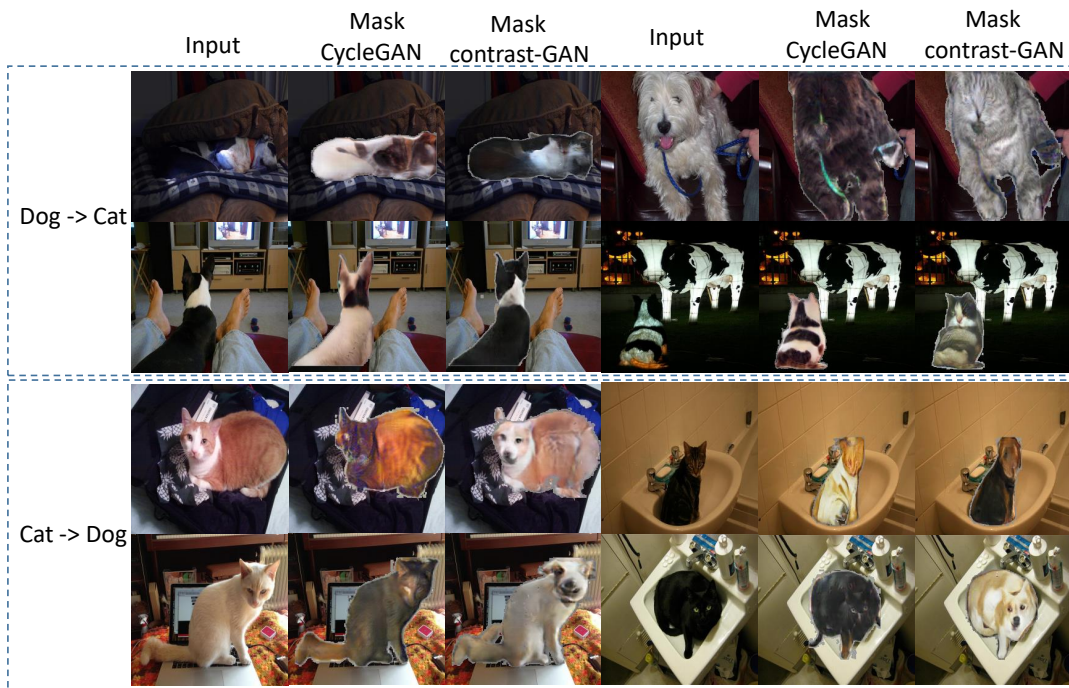 Input
Mask
CycleGAN
Mask
contrast-GAN
Input
Mask
CycleGAN
Mask
contrast-GAN
Dog -> Cat
Cat -> Dog